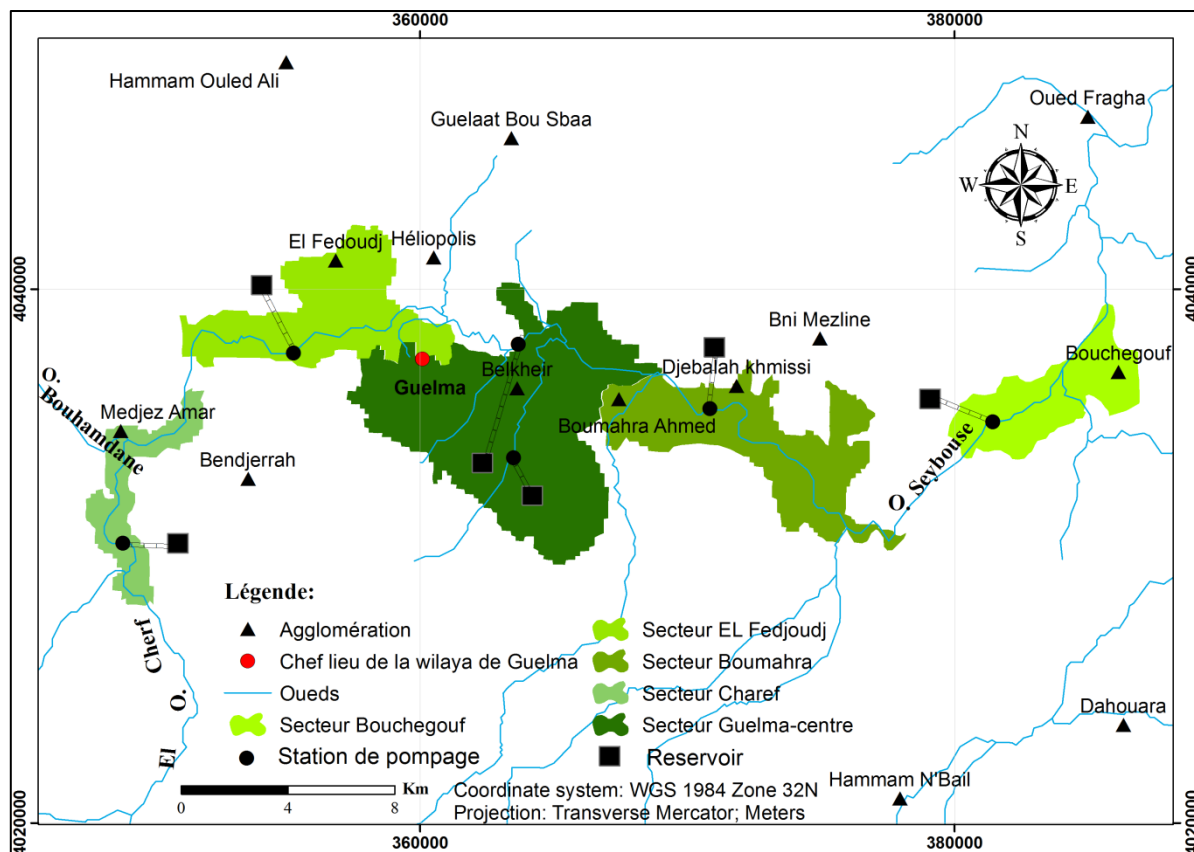 360000
380000
Hammam Ouled Ali
Oued Fragha
Guelaat Bou Sbaa
N
W
E
S
El Fedoudj
Héliopolis
4040000
4040000
Bni Mezline
Bouchegouf
Djebalah khmissi
Guelma
Belkheir
O. Bouhamdane
Medjez Amar
Boumahra Ahmed
Bendjerrah
O. Seybouse
O. El Cherf
Légende:
Agglomération
Chef lieu de la wilaya de Guelma
Oueds
Secteur Bouchegouf
Station de pompage
Secteur EL Fedjoudj
Secteur Boumahra
Secteur Charef
Secteur Guelma-centre
Reservoir
Dahouara
Hammam N'Bail
Km
0 4 8
Coordinate system: WGS 1984 Zone 32N
Projection: Transverse Mercator; Meters
4020000
4020000
360000
380000